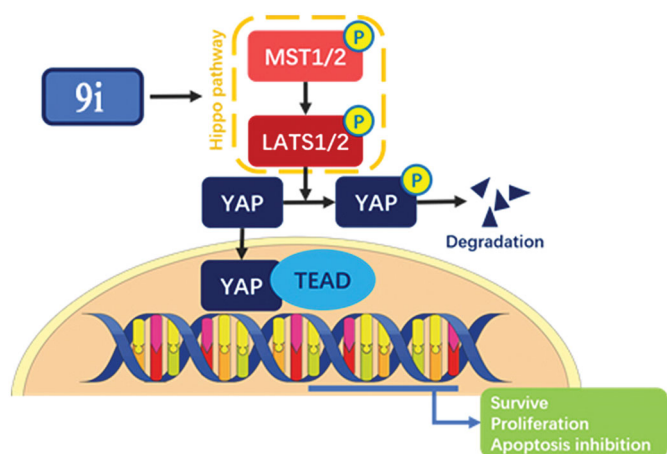 P
MST1/2
9i
Hippo pathway
P
LATS1/2
YAP
YAP
P
Degradation
YAP
TEAD
Survive
Proliferation
Apoptosis inhibition